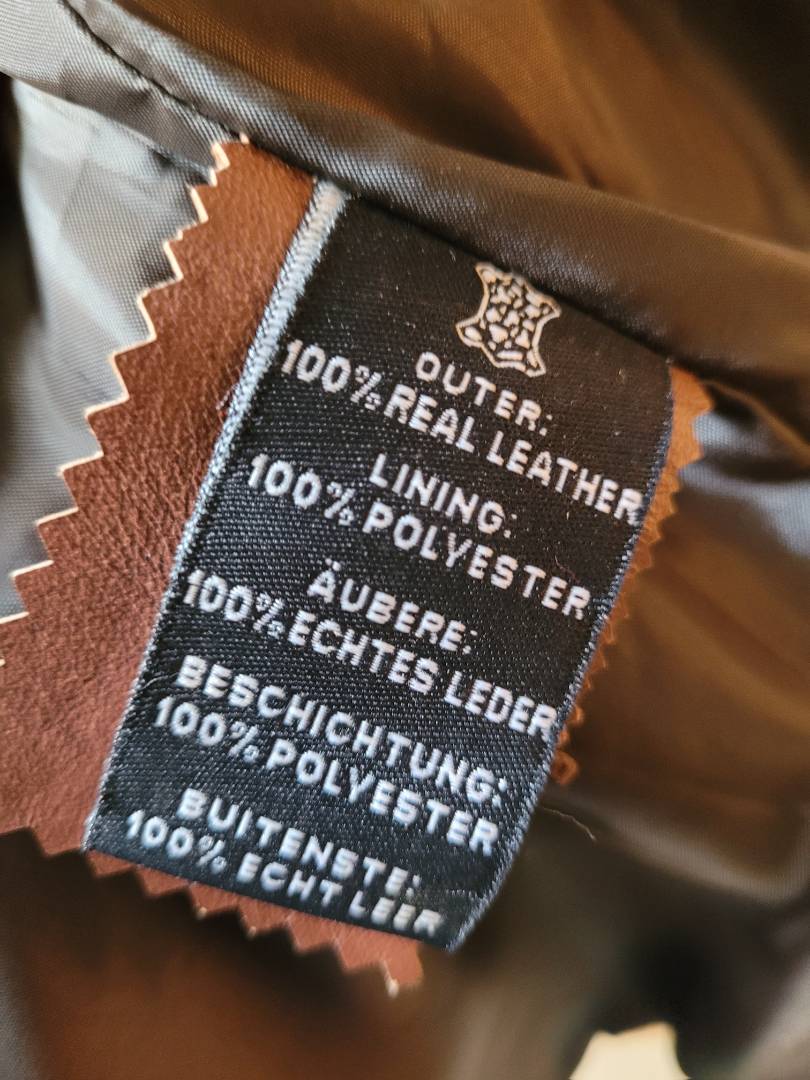 OUTER:
100% REAL LEATHER
LINING:
100% POLYESTER
ÄUBERE:
100% ECHTES LEDER
BESCHICHTUNG:
100% POLYESTER
BUITENSTE:
100% ECHT LEER